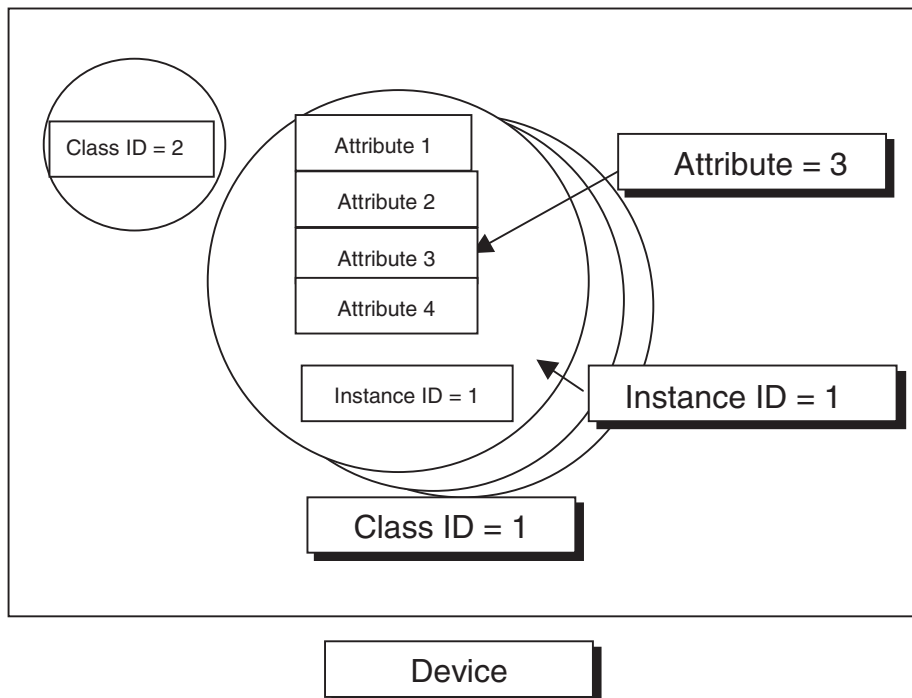 Class ID = 2
Attribute 1
Attribute 2
Attribute 3
Attribute 4
Instance ID = 1
Attribute = 3
Instance ID = 1
Class ID = 1
Device